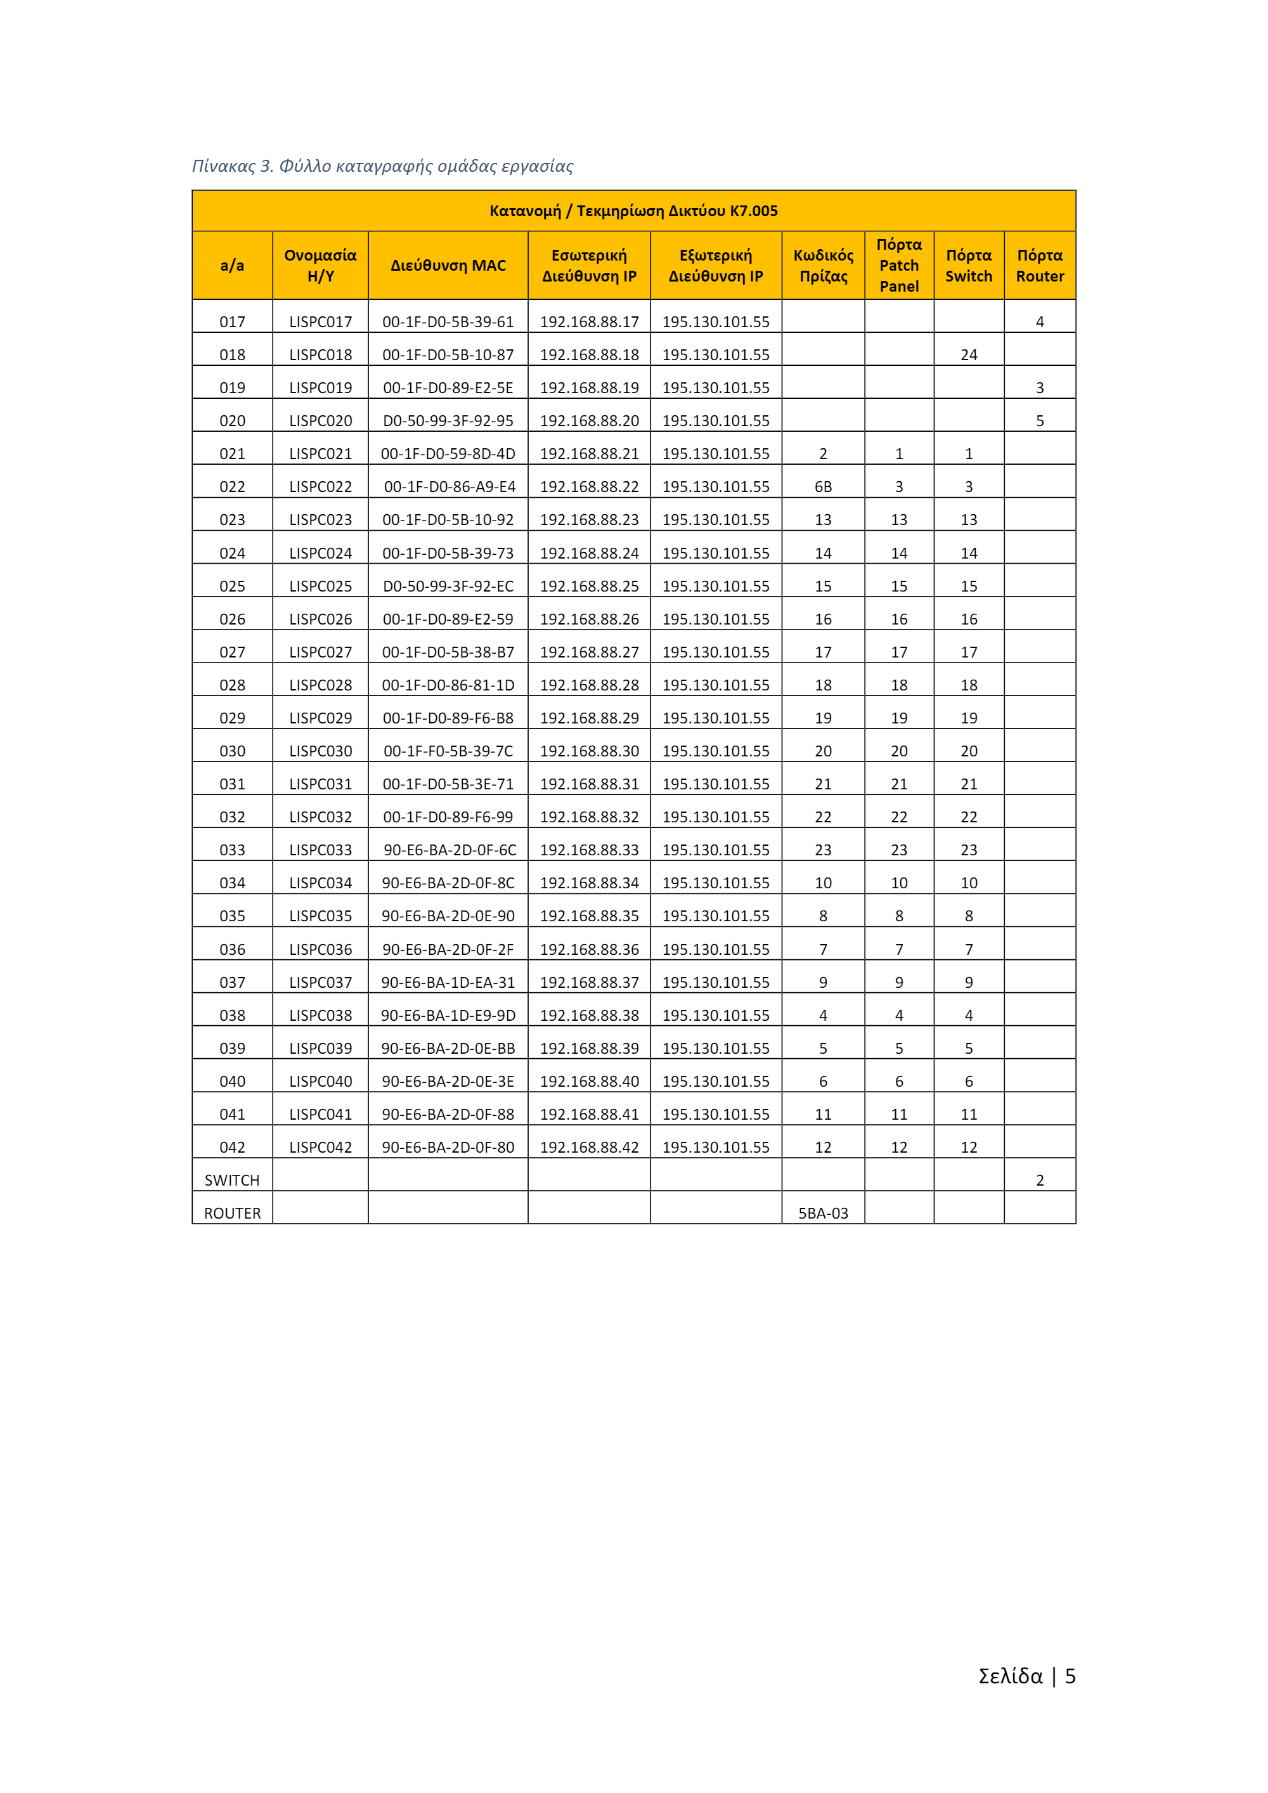 Πίνακας 3. Φύλλο καταγραφής ομάδας εργασίας
Κατανομή / Τεκμηρίωση Δικτύου Κ7.005
a/a Ονομασία Η/Υ Διεύθυνση MAC Εσωτερική Διεύθυνση IP Εξωτερική Διεύθυνση IP Κωδικός Πρίζας Πόρτα Patch Panel Πόρτα Switch Πόρτα Router
017 LISPC017 00-1F-D0-5B-39-61 192.168.88.17 195.130.101.55 4
018 LISPC018 00-1F-D0-5B-10-87 192.168.88.18 195.130.101.55 24
019 LISPC019 00-1F-D0-89-E2-5E 192.168.88.19 195.130.101.55 3
020 LISPC020 D0-50-99-3F-92-95 192.168.88.20 195.130.101.55 5
021 LISPC021 00-1F-D0-59-8D-4D 192.168.88.21 195.130.101.55 2 1 1
022 LISPC022 00-1F-D0-86-A9-E4 192.168.88.22 195.130.101.55 6B 3 3
023 LISPC023 00-1F-D0-5B-10-92 192.168.88.23 195.130.101.55 13 13 13
024 LISPC024 00-1F-D0-5B-39-73 192.168.88.24 195.130.101.55 14 14 14
025 LISPC025 D0-50-99-3F-92-EC 192.168.88.25 195.130.101.55 15 15 15
026 LISPC026 00-1F-D0-89-E2-59 192.168.88.26 195.130.101.55 16 16 16
027 LISPC027 00-1F-D0-5B-38-B7 192.168.88.27 195.130.101.55 17 17 17
028 LISPC028 00-1F-D0-86-81-1D 192.168.88.28 195.130.101.55 18 18 18
029 LISPC029 00-1F-D0-89-F6-B8 192.168.88.29 195.130.101.55 19 19 19
030 LISPC030 00-1F-F0-5B-39-7C 192.168.88.30 195.130.101.55 20 20 20
031 LISPC031 00-1F-D0-5B-3E-71 192.168.88.31 195.130.101.55 21 21 21
032 LISPC032 00-1F-D0-89-F6-99 192.168.88.32 195.130.101.55 22 22 22
033 LISPC033 90-E6-BA-2D-0F-6C 192.168.88.33 195.130.101.55 23 23 23
034 LISPC034 90-E6-BA-2D-0F-8C 192.168.88.34 195.130.101.55 10 10 10
035 LISPC035 90-E6-BA-2D-0E-90 192.168.88.35 195.130.101.55 8 8 8
036 LISPC036 90-E6-BA-2D-0F-2F 192.168.88.36 195.130.101.55 7 7 7
037 LISPC037 90-E6-BA-1D-EA-31 192.168.88.37 195.130.101.55 9 9 9
038 LISPC038 90-E6-BA-1D-E9-9D 192.168.88.38 195.130.101.55 4 4 4
039 LISPC039 90-E6-BA-2D-0E-BB 192.168.88.39 195.130.101.55 5 5 5
040 LISPC040 90-E6-BA-2D-0E-3E 192.168.88.40 195.130.101.55 6 6 6
041 LISPC041 90-E6-BA-2D-0F-88 192.168.88.41 195.130.101.55 11 11 11
042 LISPC042 90-E6-BA-2D-0F-80 192.168.88.42 195.130.101.55 12 12 12
SWITCH 2
ROUTER 5BA-03
Σελίδα | 5